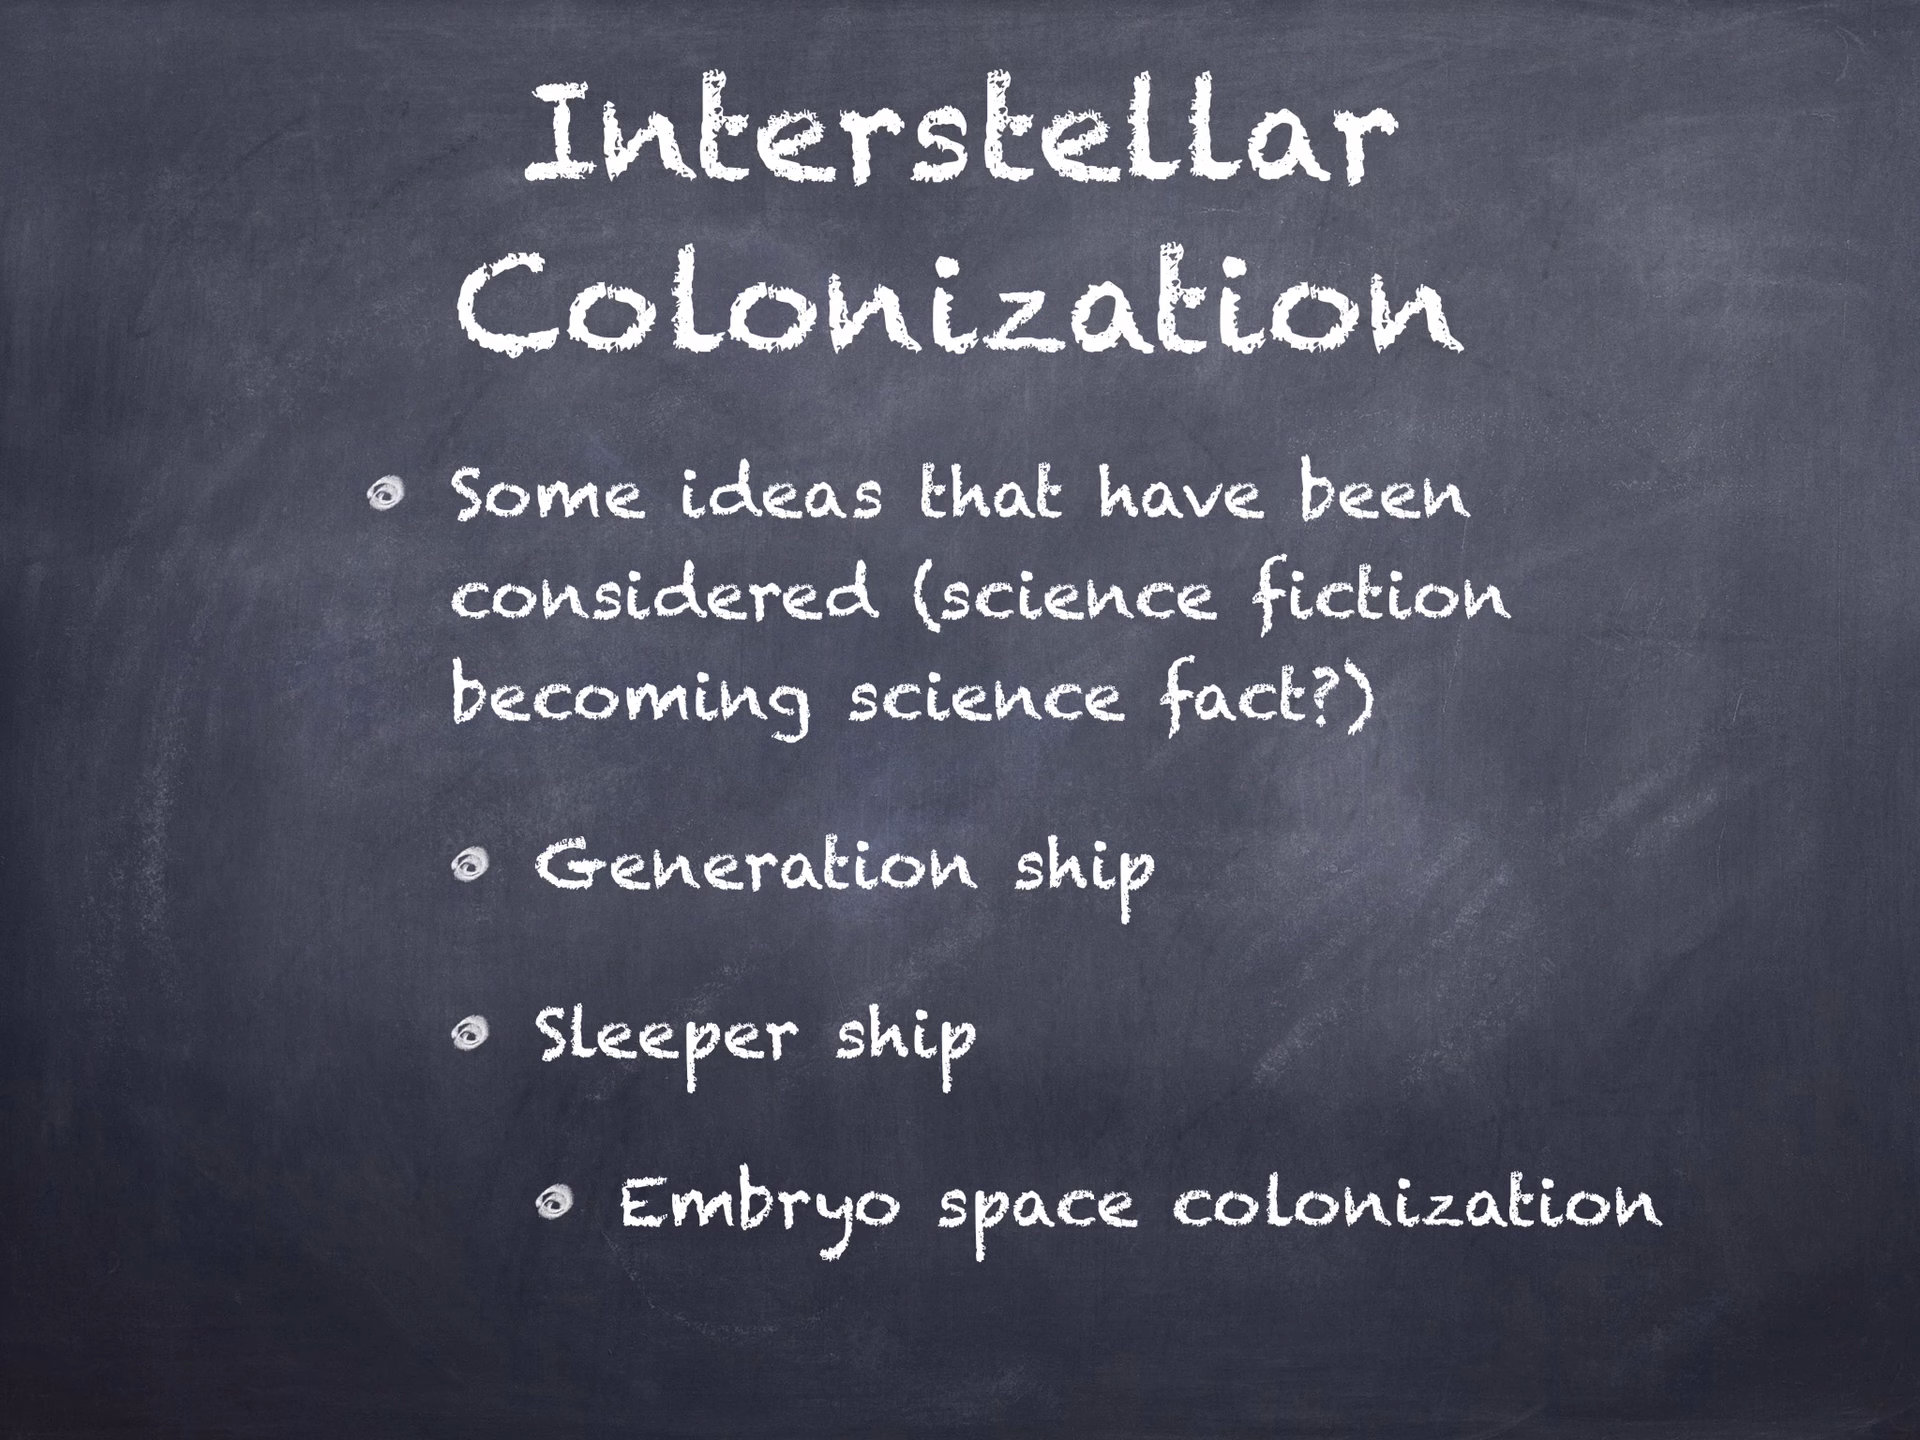 Interstellar
Colonization
Some ideas that have been
considered (science fiction
becoming science fact?)
Generation ship
Sleeper ship
Embryo space colonization